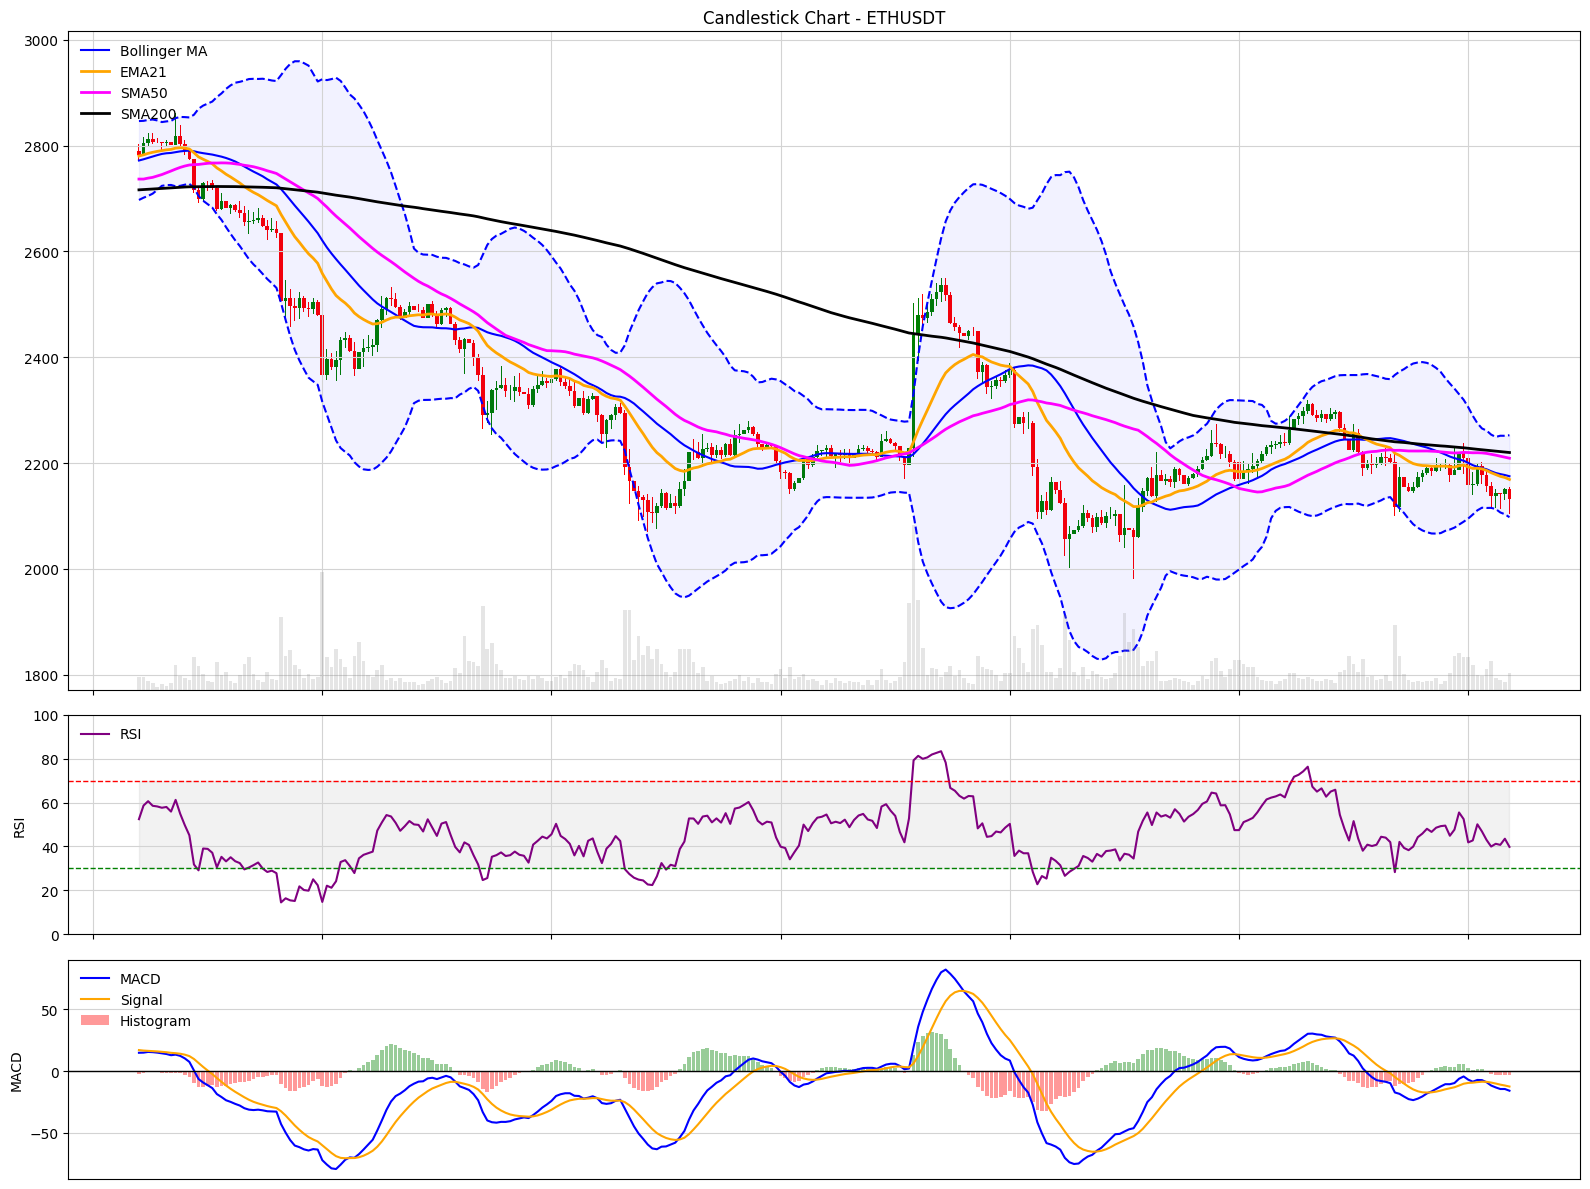 Candlestick Chart - ETHUSDT
3000
2800
2600
2400
2200
2000
1800
Bollinger MA
EMA21
SMA50
SMA200
100
80
60
40
20
0
RSI
RSI
50
0
−50
MACD
MACD
Signal
Histogram